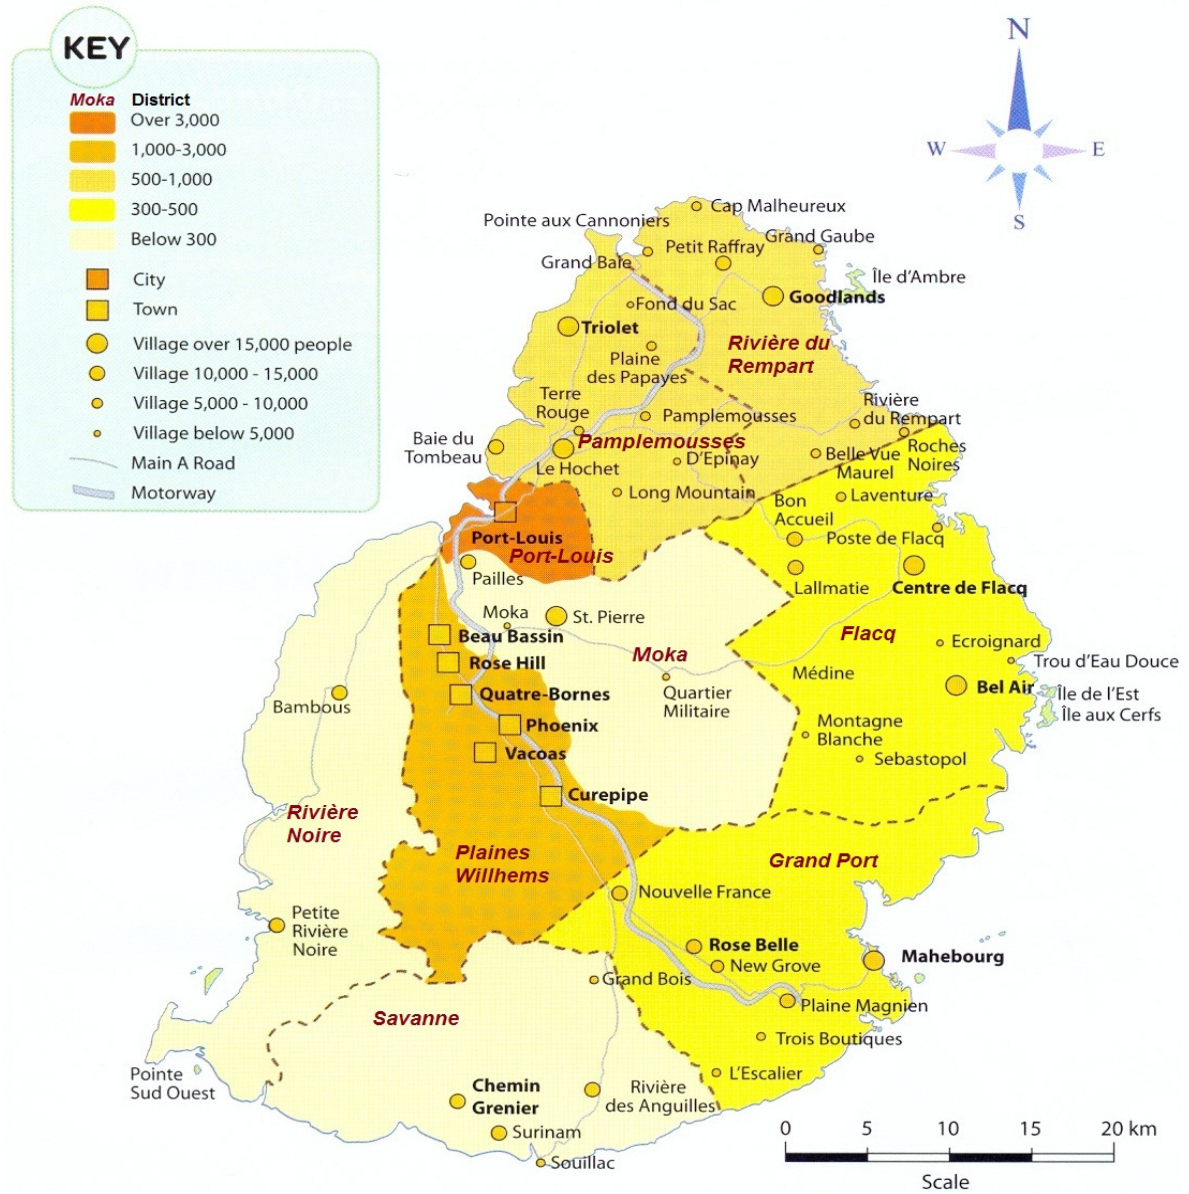 KEY
Moka District
Over 3,000
1,000-3,000
500-1,000
300-500
Below 300
City
Town
Village over 15,000 people
Village 10,000 - 15,000
Village 5,000 - 10,000
Village below 5,000
Main A Road
Motorway
N
W
E
S
Cap Malheureux
Pointe aux Cannoniers
Grand Gaube
Petit Raffray
Grand Baie
Île d'Ambre
Goodlands
Fond du Sac
Triolet
Rivière du
Rempart
Plaine
des Papayes
Terre
Rouge
Rivière
du Rempart
Pamplemousses
Baie du
Tombeau
Pamplemousses
Roches
Noires
Belle Vue
Maurel
D'Epinay
Le Hochet
Long Mountain
Laventure
Bon
Accueil
Port-Louis
Poste de Flacq
Port-Louis
Pailles
Lallmatie
Centre de Flacq
Moka
St. Pierre
Beau Bassin
Flacq
Ecroignard
Moka
Rose Hill
Trou d'Eau Douce
Médine
Quatre-Bornes
Quartier
Militaire
Bel Air
Île de l'Est
Île aux Cerfs
Bambous
Phoenix
Montagne
Blanche
Vacoas
Sebastopol
Curepipe
Rivière
Noire
Plaines
Willhems
Grand Port
Nouvelle France
Petite
Rivière
Noire
Rose Belle
Mahebourg
New Grove
Grand Bois
Plaine Magnien
Savanne
Trois Boutiques
Pointe
Sud Ouest
L'Escalier
Chemin
Grenier
Rivière
des Anguilles
Surinam
Souillac
0 5 10 15 20 km
Scale